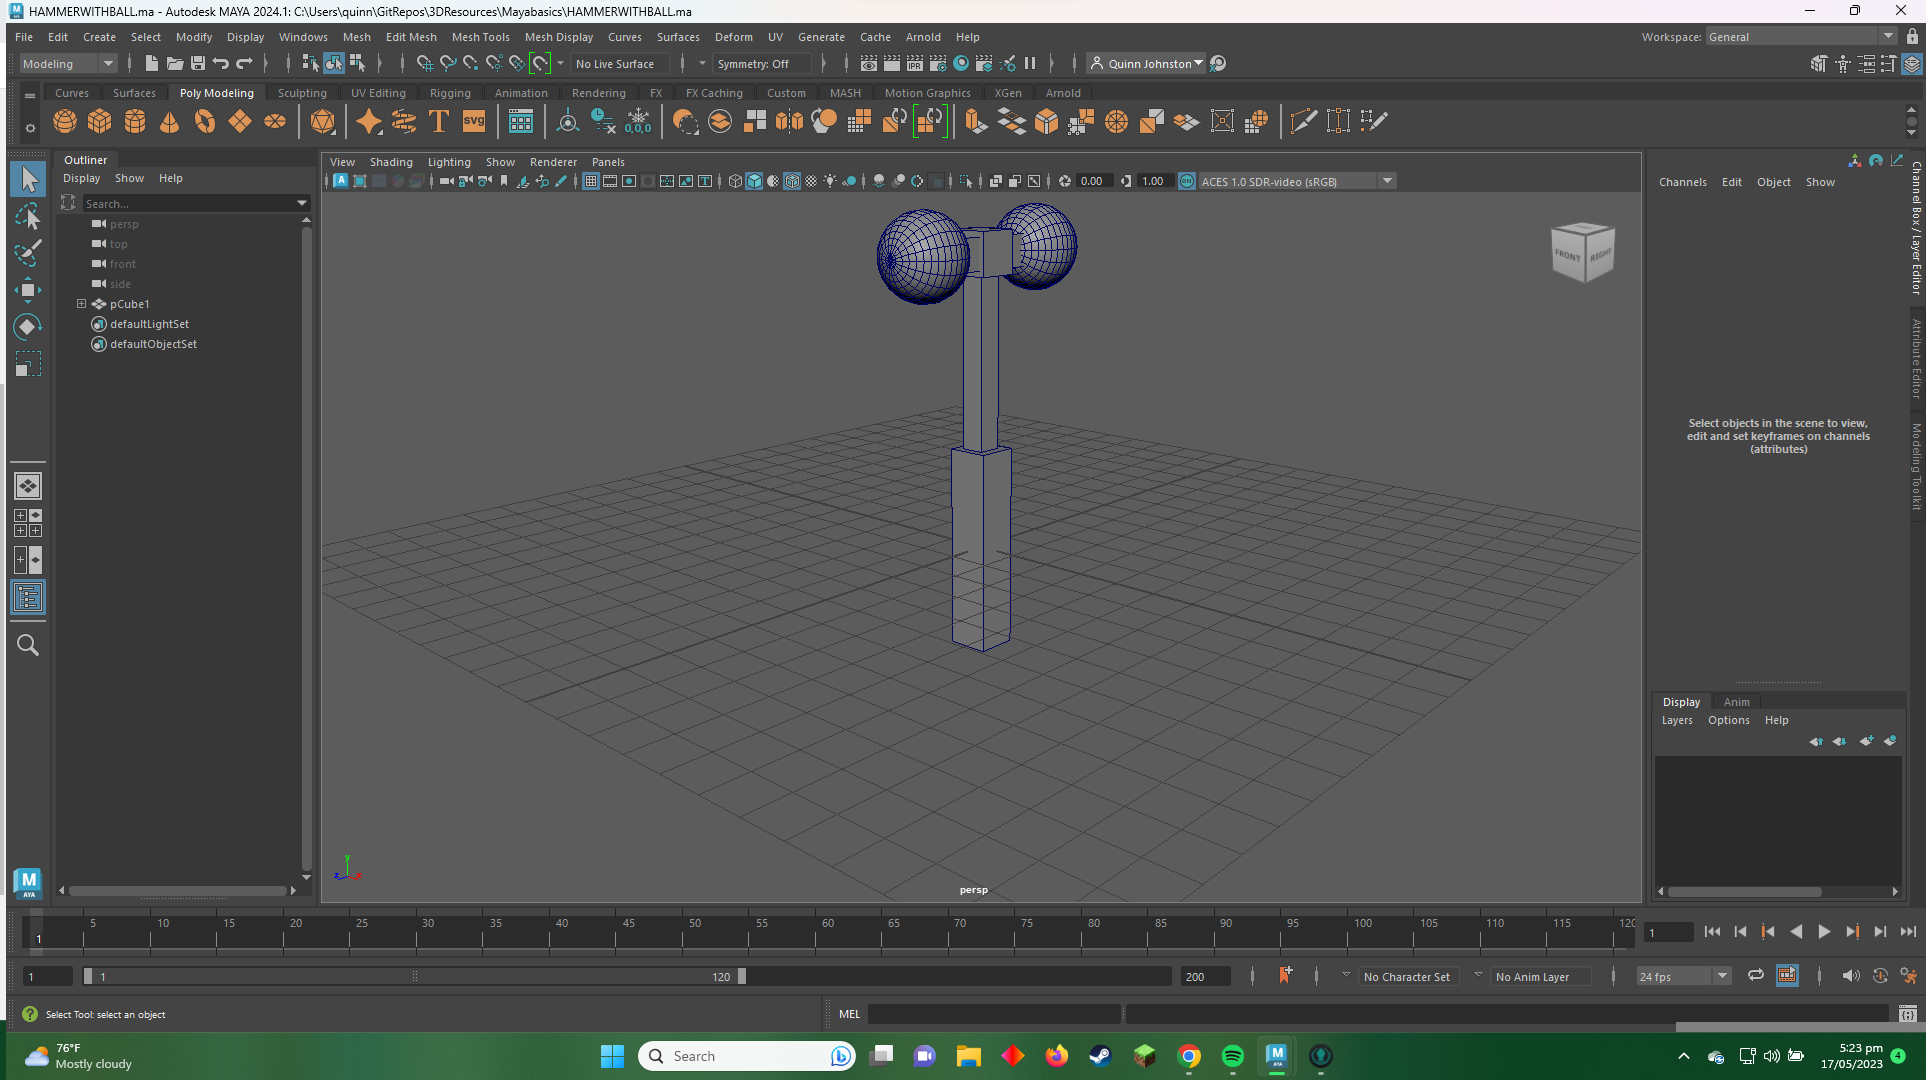 HAMMERWITHBALL.ma - Autodesk MAYA 2024.1: C:\Users\quinn\GitRepos\3DResources\Mayabasics\HAMMERWITHBALL.ma
File Edit Create Select Modify Display Windows Mesh Edit Mesh Mesh Tools Mesh Display Curves Surfaces Deform UV Generate Cache Arnold Help Workspace: General
Modeling No Live Surface Symmetry: Off Quinn Johnston
Curves Surfaces Poly Modeling Sculpting UV Editing Rigging Animation Rendering FX FX Caching Custom MASH Motion Graphics XGen Arnold
T svg 0,0,0
Outliner
Display Show Help
Search...
persp
top
front
side
pCube1
defaultLightSet
defaultObjectSet
View Shading Lighting Show Renderer Panels
0.00 1.00 ON ACES 1.0 SDR-video (sRGB)
FRONT RIGHT
y
z x
persp
Channels Edit Object Show
Select objects in the scene to view,
edit and set keyframes on channels
(attributes)
Channel Box / Layer Editor
Attribute Editor
Modeling Toolkit
Display Anim
Layers Options Help
M
AYA
1 5 10 15 20 25 30 35 40 45 50 55 60 65 70 75 80 85 90 95 100 105 110 115 120 1
1 1 120 200 No Character Set No Anim Layer 24 fps
Select Tool: select an object MEL
76°F
Mostly cloudy
Search
5:23 pm
17/05/2023 4